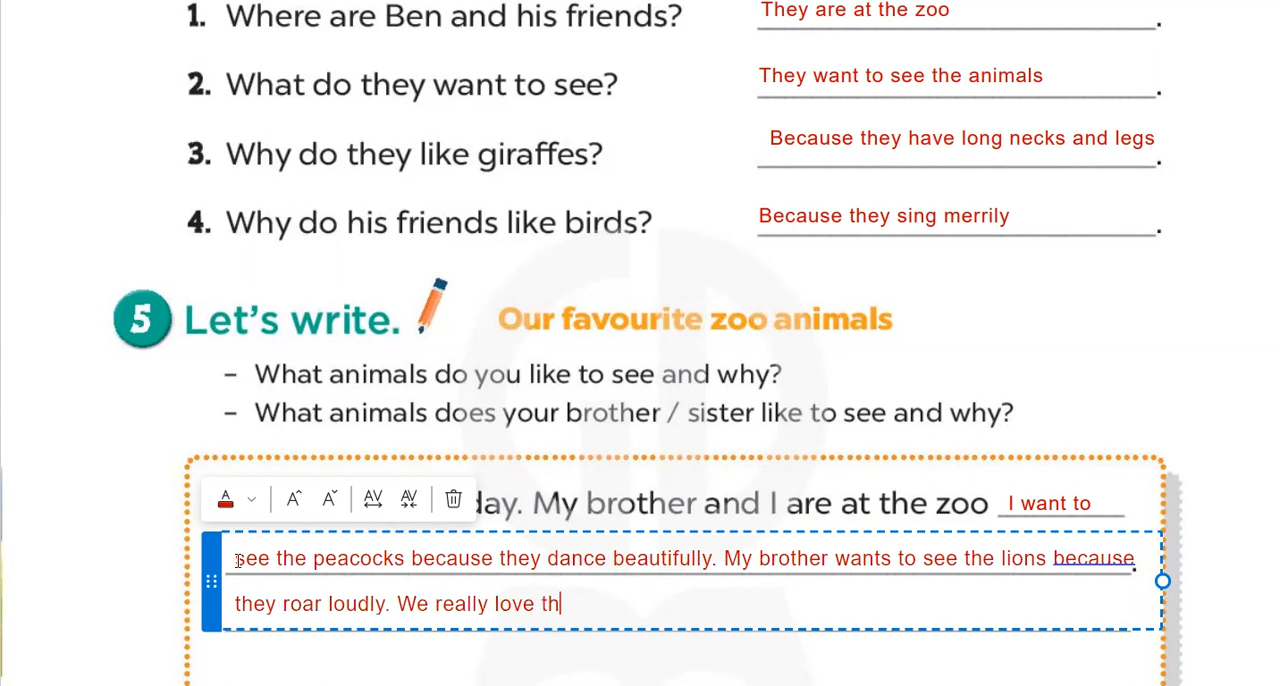 1. Where are Ben and his friends? They are at the zoo.
2. What do they want to see? They want to see the animals.
3. Why do they like giraffes? Because they have long necks and legs.
4. Why do his friends like birds? Because they sing merrily.
5 Let's write. Our favourite zoo animals
– What animals do you like to see and why?
– What animals does your brother / sister like to see and why?
day. My brother and I are at the zoo I want to
see the peacocks because they dance beautifully. My brother wants to see the lions because.
they roar loudly. We really love th